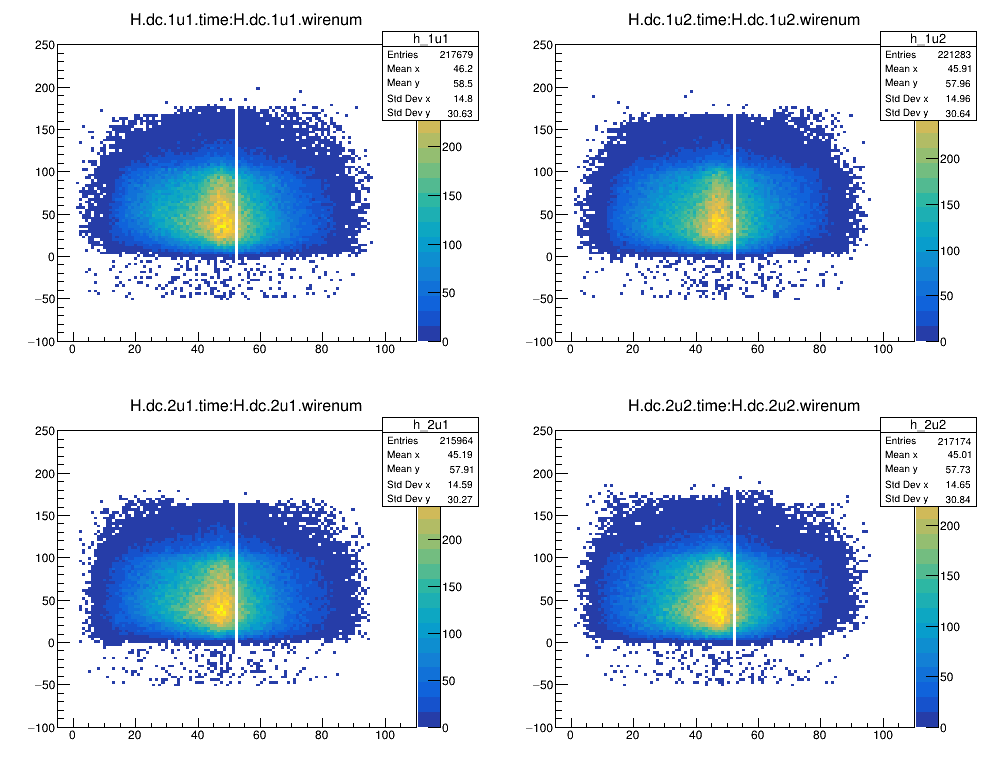 H.dc.1u1.time:H.dc.1u1.wirenum
h_1u1
Entries 217679
Mean x 46.2
Mean y 58.5
Std Dev x 14.8
Std Dev y 30.63
250
200
150
100
50
0
−50
−100
0 20 40 60 80 100
200
150
100
50
0
H.dc.1u2.time:H.dc.1u2.wirenum
h_1u2
Entries 221283
Mean x 45.91
Mean y 57.96
Std Dev x 14.96
Std Dev y 30.64
250
200
150
100
50
0
−50
−100
0 20 40 60 80 100
200
150
100
50
0
H.dc.2u1.time:H.dc.2u1.wirenum
h_2u1
Entries 215964
Mean x 45.19
Mean y 57.91
Std Dev x 14.59
Std Dev y 30.27
250
200
150
100
50
0
−50
−100
0 20 40 60 80 100
200
150
100
50
0
H.dc.2u2.time:H.dc.2u2.wirenum
h_2u2
Entries 217174
Mean x 45.01
Mean y 57.73
Std Dev x 14.65
Std Dev y 30.84
250
200
150
100
50
0
−50
−100
0 20 40 60 80 100
200
150
100
50
0